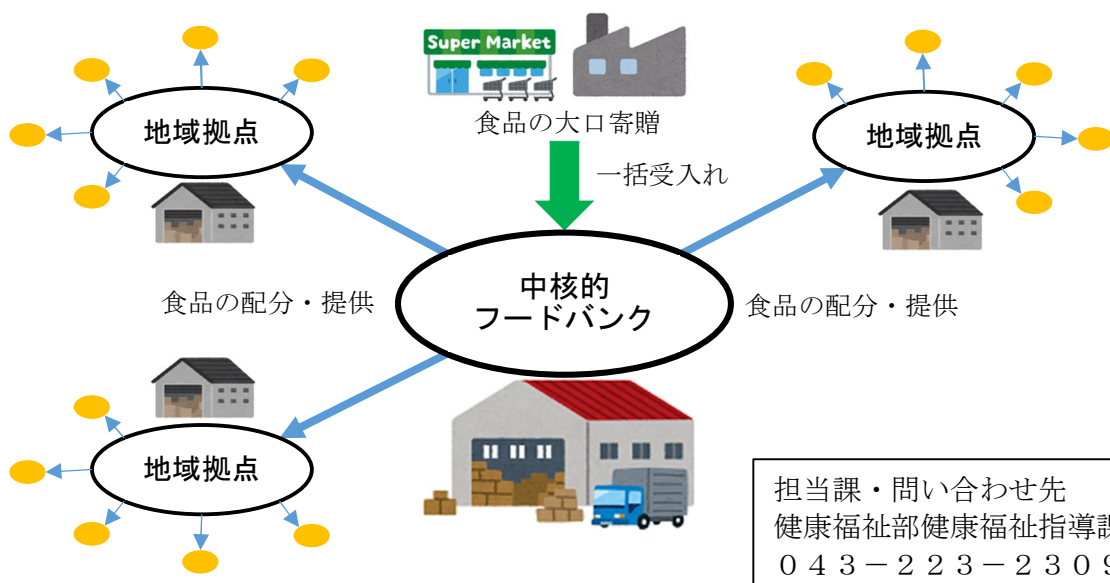 Super Market
食品の大口寄贈
一括受入れ
地域拠点
地域拠点
中核的
フードバンク
食品の配分・提供
食品の配分・提供
地域拠点
担当課・問い合わせ先
健康福祉部健康福祉指導課
０４３－２２３－２３０９